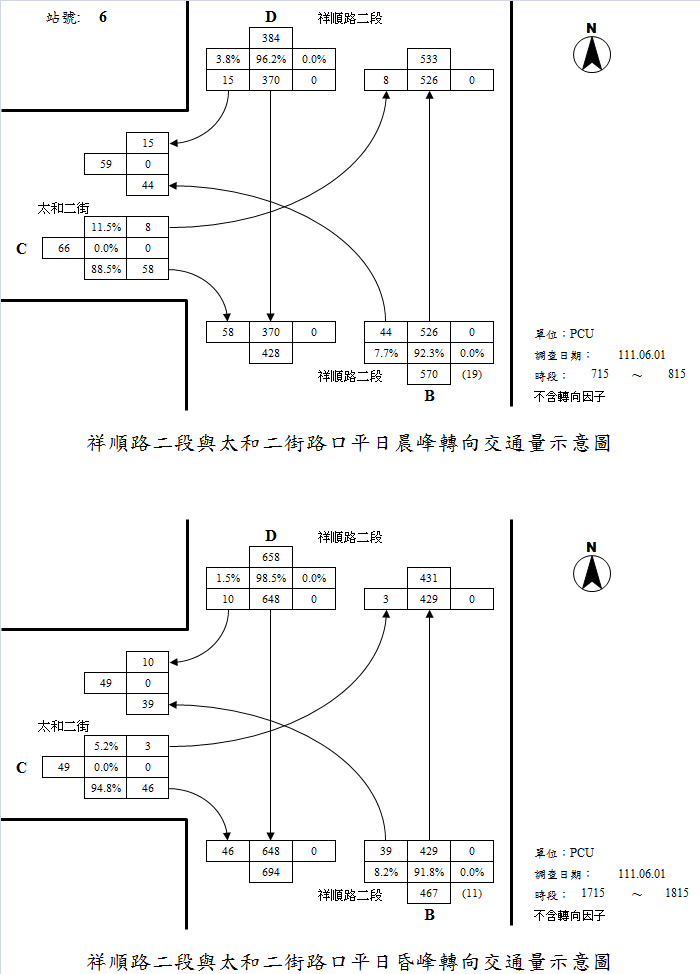 站號: 6
D 祥順路二段
384
3.8% 96.2% 0.0%
15 370 0
533
8 526 0
N
15
59 0
44
太和二街
11.5% 8
C 66 0.0% 0
88.5% 58
58 370 0
428
44 526 0
7.7% 92.3% 0.0%
祥順路二段 570 (19)
B
單位：PCU
調查日期： 111.06.01
時段： 715 ～ 815
不含轉向因子
祥順路二段與太和二街路口平日晨峰轉向交通量示意圖
D 祥順路二段
658
1.5% 98.5% 0.0%
10 648 0
431
3 429 0
N
10
49 0
39
太和二街
5.2% 3
C 49 0.0% 0
94.8% 46
46 648 0
694
39 429 0
8.2% 91.8% 0.0%
祥順路二段 467 (11)
B
單位：PCU
調查日期： 111.06.01
時段： 1715 ～ 1815
不含轉向因子
祥順路二段與太和二街路口平日昏峰轉向交通量示意圖